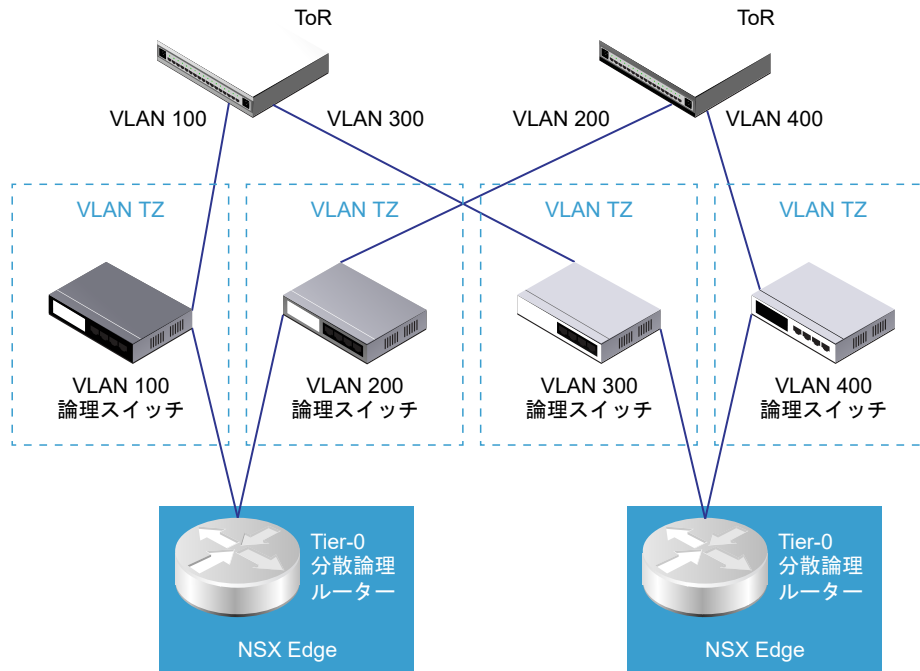 ToR
ToR
VLAN 100
VLAN 300
VLAN 200
VLAN 400
VLAN TZ
VLAN TZ
VLAN TZ
VLAN TZ
VLAN 100
論理スイッチ
VLAN 200
論理スイッチ
VLAN 300
論理スイッチ
VLAN 400
論理スイッチ
Tier-0
分散論理
ルーター
NSX Edge
Tier-0
分散論理
ルーター
NSX Edge